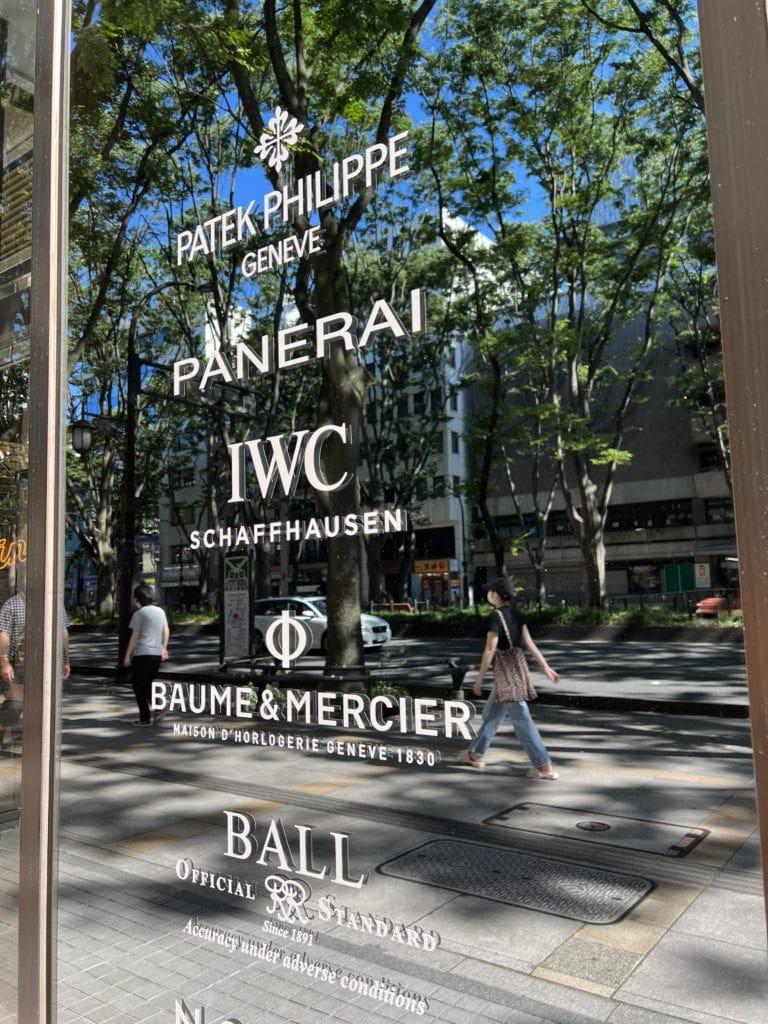 PATEK PHILIPPE
GENEVE
PANERAI
IWC
SCHAFFHAUSEN
BAUME & MERCIER
MAISON D'HORLOGERIE GENEVE 1830
BALL
OFFICIAL RR STANDARD
Since 1891
Accuracy under adverse conditions